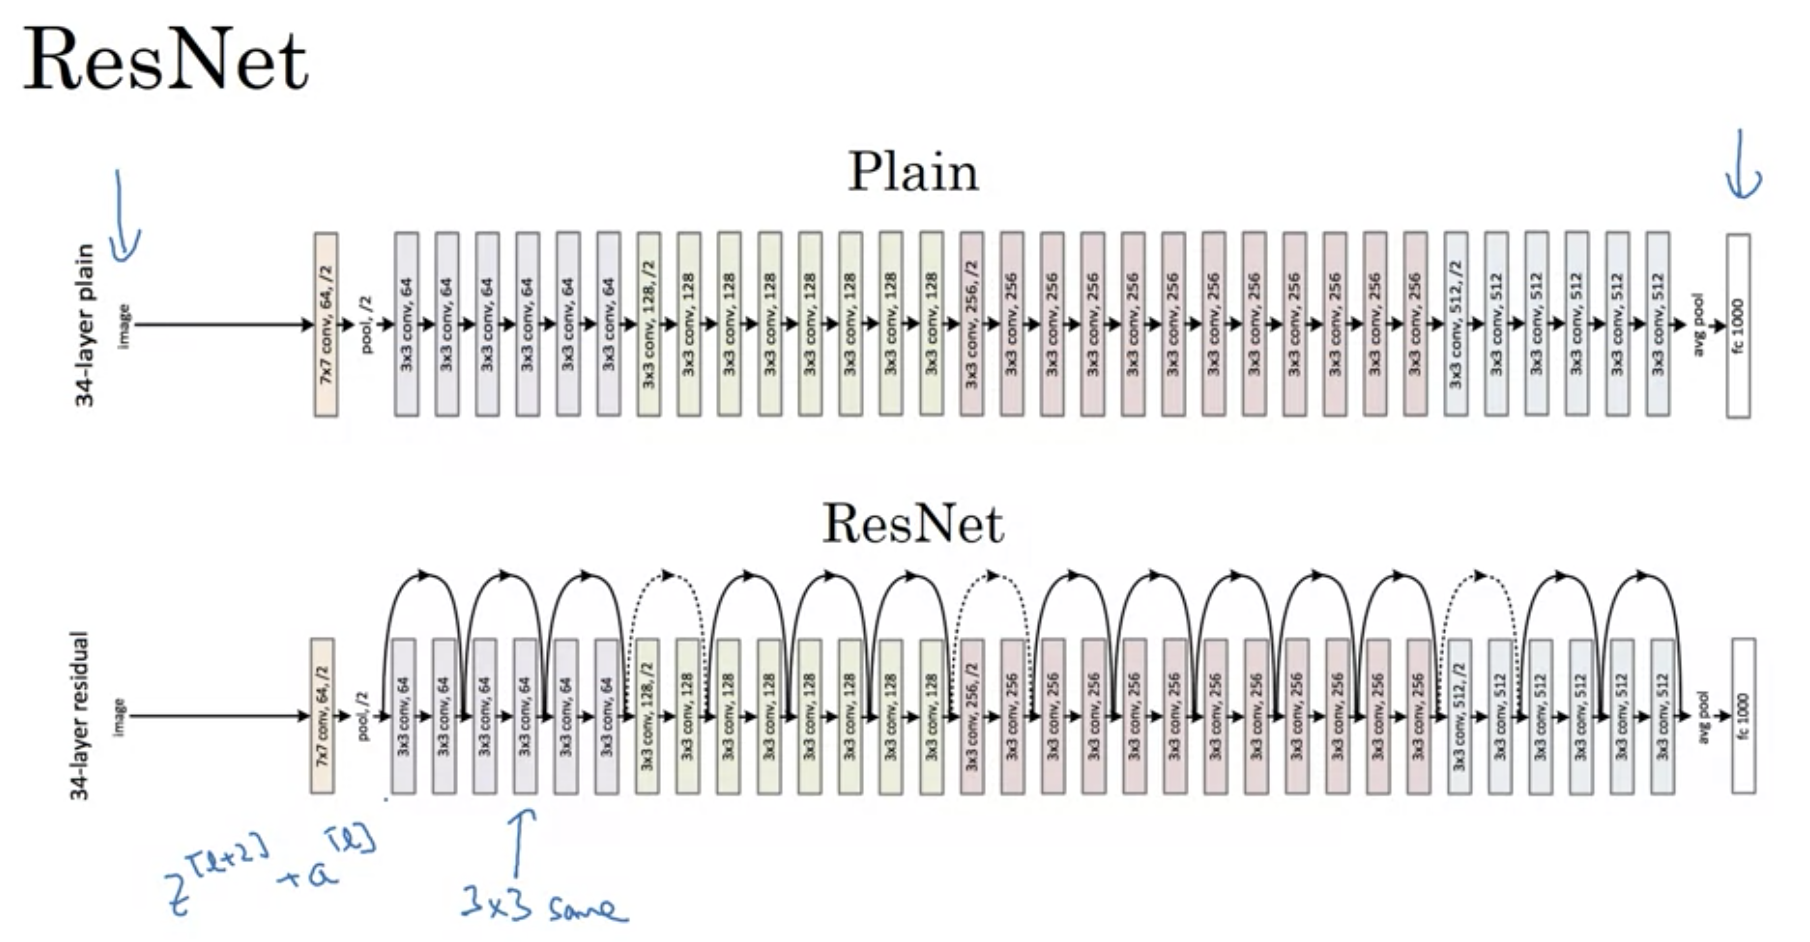 ResNet
Plain
34-layer plain
image
7x7 conv, 64, /2
pool, /2
3x3 conv, 64
3x3 conv, 64
3x3 conv, 64
3x3 conv, 64
3x3 conv, 64
3x3 conv, 64
3x3 conv, 128, /2
3x3 conv, 128
3x3 conv, 128
3x3 conv, 128
3x3 conv, 128
3x3 conv, 128
3x3 conv, 128
3x3 conv, 128
3x3 conv, 256, /2
3x3 conv, 256
3x3 conv, 256
3x3 conv, 256
3x3 conv, 256
3x3 conv, 256
3x3 conv, 256
3x3 conv, 256
3x3 conv, 256
3x3 conv, 256
3x3 conv, 256
3x3 conv, 256
3x3 conv, 512, /2
3x3 conv, 512
3x3 conv, 512
3x3 conv, 512
3x3 conv, 512
3x3 conv, 512
avg pool
fc 1000
ResNet
34-layer residual
image
7x7 conv, 64, /2
pool, /2
3x3 conv, 64
3x3 conv, 64
3x3 conv, 64
3x3 conv, 64
3x3 conv, 64
3x3 conv, 64
3x3 conv, 128, /2
3x3 conv, 128
3x3 conv, 128
3x3 conv, 128
3x3 conv, 128
3x3 conv, 128
3x3 conv, 128
3x3 conv, 128
3x3 conv, 256, /2
3x3 conv, 256
3x3 conv, 256
3x3 conv, 256
3x3 conv, 256
3x3 conv, 256
3x3 conv, 256
3x3 conv, 256
3x3 conv, 256
3x3 conv, 256
3x3 conv, 256
3x3 conv, 256
3x3 conv, 512, /2
3x3 conv, 512
3x3 conv, 512
3x3 conv, 512
3x3 conv, 512
3x3 conv, 512
avg pool
fc 1000
z[l+2] + a[l]
3x3 same